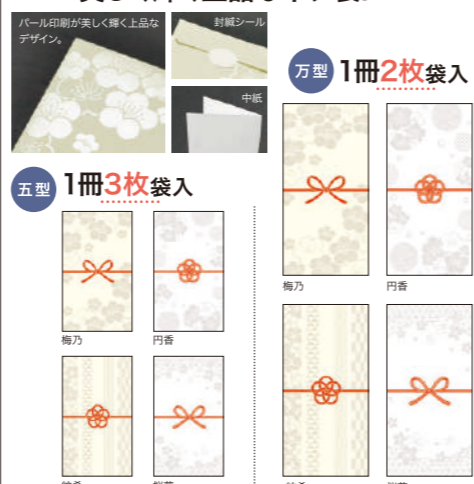 パール印刷が美しく輝く上品な
デザイン。
封緘シール
中紙
五型 1冊3枚袋入
梅乃
円香
万型 1冊2枚袋入
梅乃
円香